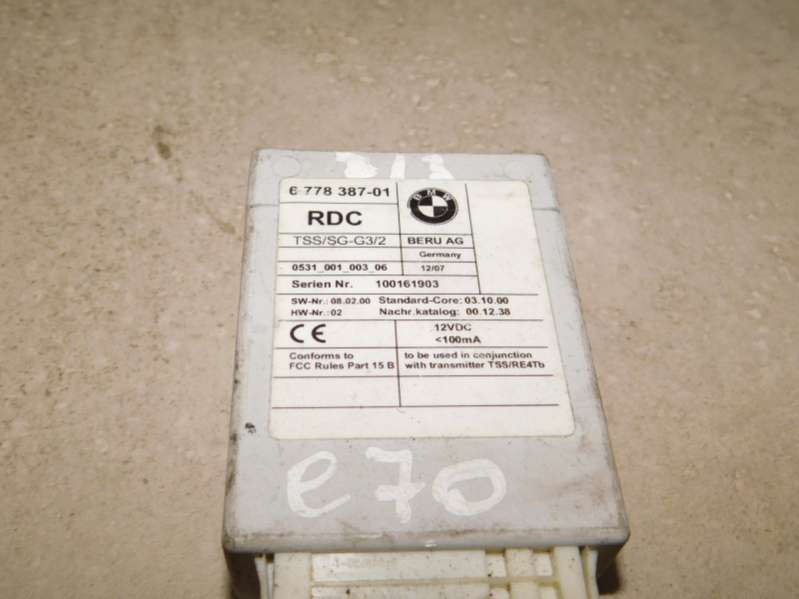 6 778 387-01
BMW
RDC
TSS/SG-G3/2 BERU AG
Germany
0531_001_003_06 12/07
Serien Nr. 100161903
SW-Nr.: 08.02.00 Standard-Core: 03.10.00
HW-Nr.: 02 Nachr.katalog: 00.12.38
CE 12VDC
<100mA
Conforms to to be used in conjunction
FCC Rules Part 15 B with transmitter TSS/RE4Tb
e70